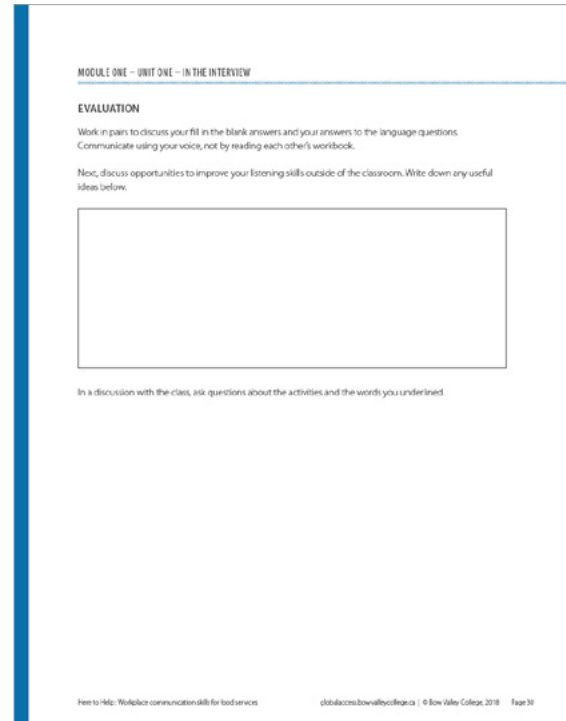 MODULE ONE – UNIT ONE – IN THE INTERVIEW
EVALUATION
Work in pairs to discuss your fill in the blank answers and your answers to the language questions.
Communicate using your voice, not by reading each other's workbook.
Next, discuss opportunities to improve your listening skills outside of the classroom. Write down any useful
ideas below.
In a discussion with the class, ask questions about the activities and the words you underlined.
Here to Help: Workplace communication skills for food services globalaccess.bowvalleycollege.ca | © Bow Valley College, 2018 Page 30